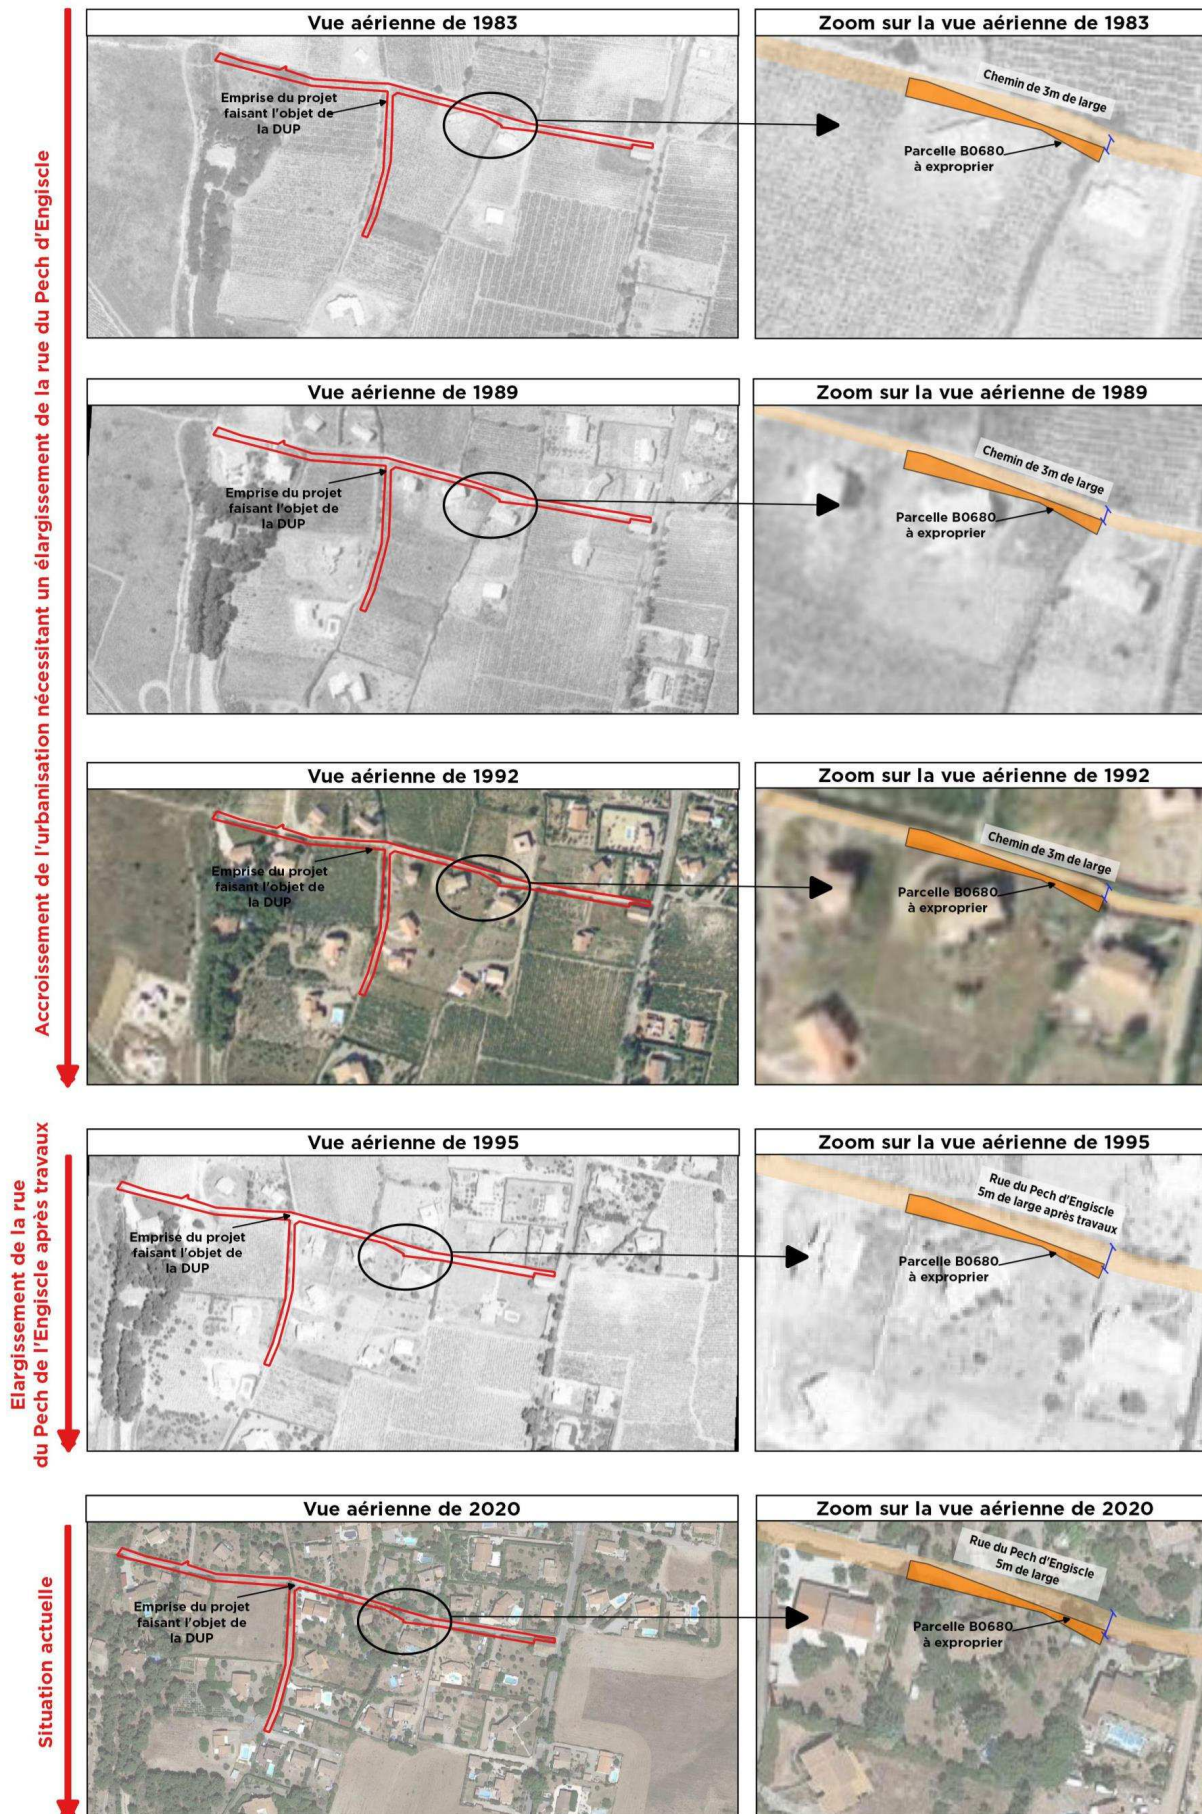 Accroissement de l'urbanisation nécessitant un élargissement de la rue du Pech d'Engiscle
Vue aérienne de 1983
Emprise du projet
faisant l'objet de
la DUP
Zoom sur la vue aérienne de 1983
Chemin de 3m de large
Parcelle B0680
à exproprier
Vue aérienne de 1989
Emprise du projet
faisant l'objet de
la DUP
Zoom sur la vue aérienne de 1989
Chemin de 3m de large
Parcelle B0680
à exproprier
Vue aérienne de 1992
Emprise du projet
faisant l'objet de
la DUP
Zoom sur la vue aérienne de 1992
Chemin de 3m de large
Parcelle B0680
à exproprier
Elargissement de la rue
du Pech de l'Engiscle après travaux
Vue aérienne de 1995
Emprise du projet
faisant l'objet de
la DUP
Zoom sur la vue aérienne de 1995
Rue du Pech d'Engiscle
5m de large après travaux
Parcelle B0680
à exproprier
Situation actuelle
Vue aérienne de 2020
Emprise du projet
faisant l'objet de
la DUP
Zoom sur la vue aérienne de 2020
Rue du Pech d'Engiscle
5m de large
Parcelle B0680
à exproprier